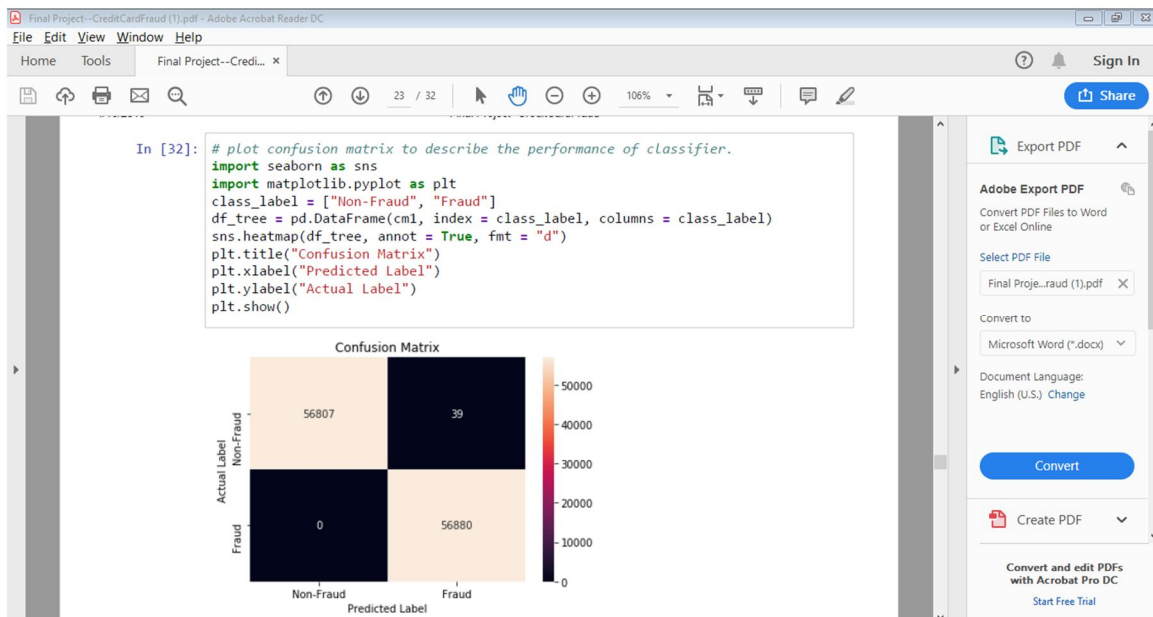 Final Project--CreditCardFraud (1).pdf - Adobe Acrobat Reader DC
File Edit View Window Help
Home Tools Final Project--Credi... × Sign In
23 / 32 106% Share
In [32]: # plot confusion matrix to describe the performance of classifier.
import seaborn as sns
import matplotlib.pyplot as plt
class_label = ["Non-Fraud", "Fraud"]
df_tree = pd.DataFrame(cm1, index = class_label, columns = class_label)
sns.heatmap(df_tree, annot = True, fmt = "d")
plt.title("Confusion Matrix")
plt.xlabel("Predicted Label")
plt.ylabel("Actual Label")
plt.show()
Confusion Matrix
Actual Label
Non-Fraud
Fraud
56807 39
0 56880
Non-Fraud Fraud
Predicted Label
50000
40000
30000
20000
10000
0
Export PDF
Adobe Export PDF
Convert PDF Files to Word
or Excel Online
Select PDF File
Final Proje...raud (1).pdf
Convert to
Microsoft Word (*.docx)
Document Language:
English (U.S.) Change
Convert
Create PDF
Convert and edit PDFs
with Acrobat Pro DC
Start Free Trial